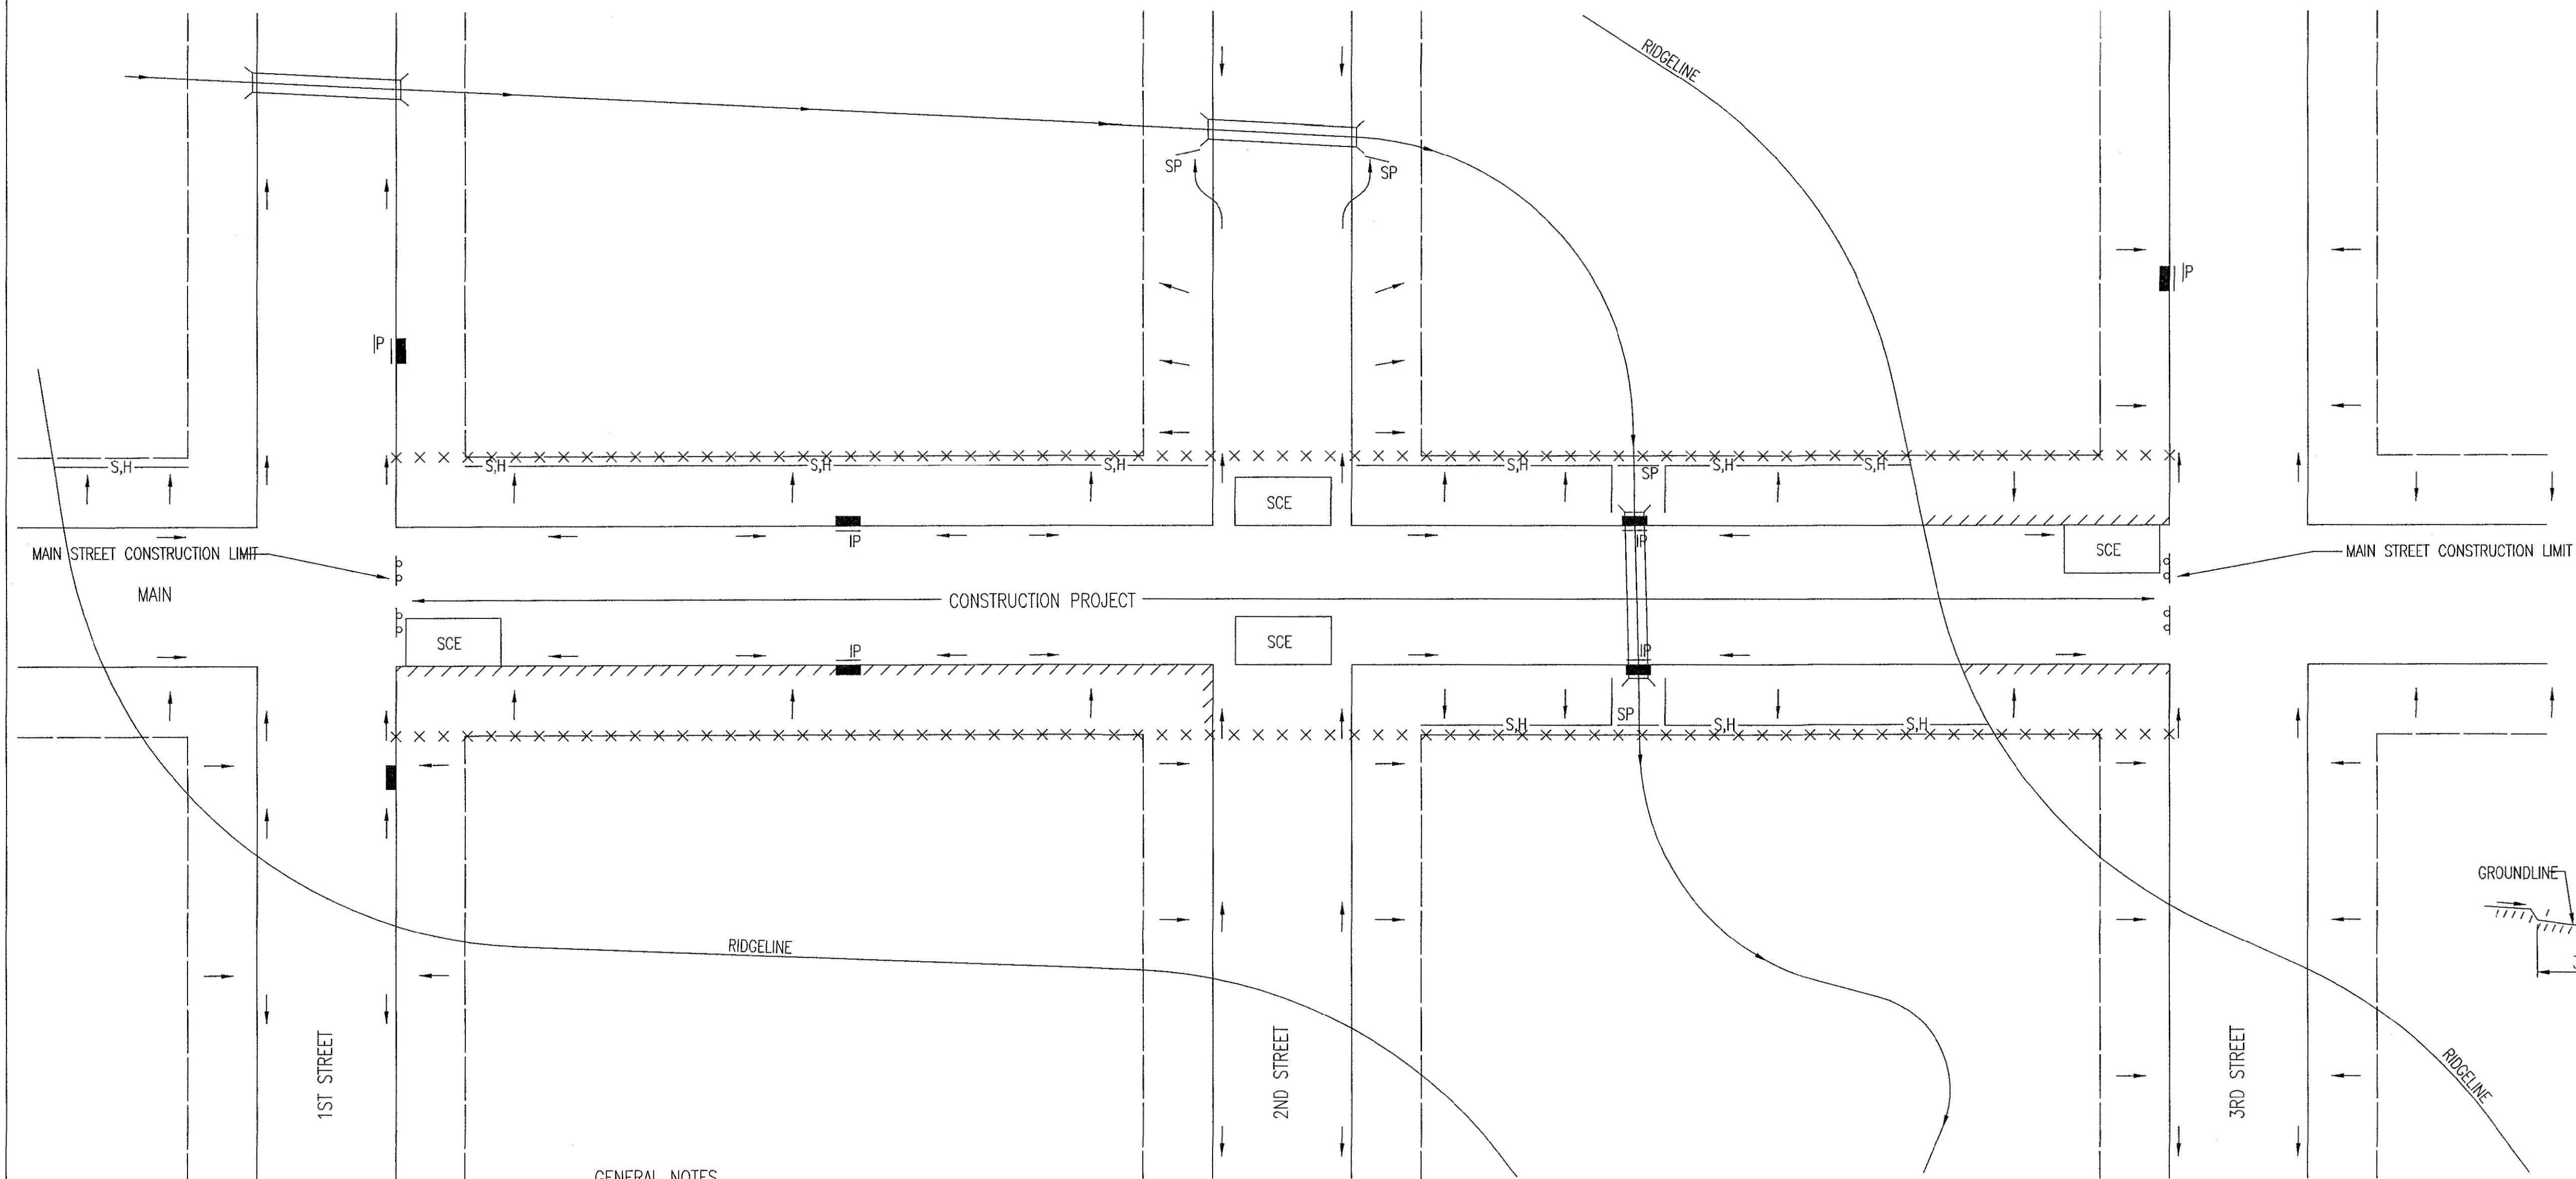 RIDGELINE
SP
SP
IP
IP
S,H
S,H
S,H
S,H
S,H
SP
S,H
S,H
SCE
MAIN STREET CONSTRUCTION LIMIT
IP
IP
SCE
MAIN STREET CONSTRUCTION LIMIT
MAIN
CONSTRUCTION PROJECT
SCE
SCE
IP
IP
SP
S,H
S,H
S,H
GROUNDLINE
RIDGELINE
1ST STREET
2ND STREET
3RD STREET
RIDGELINE
GENERAL NOTES